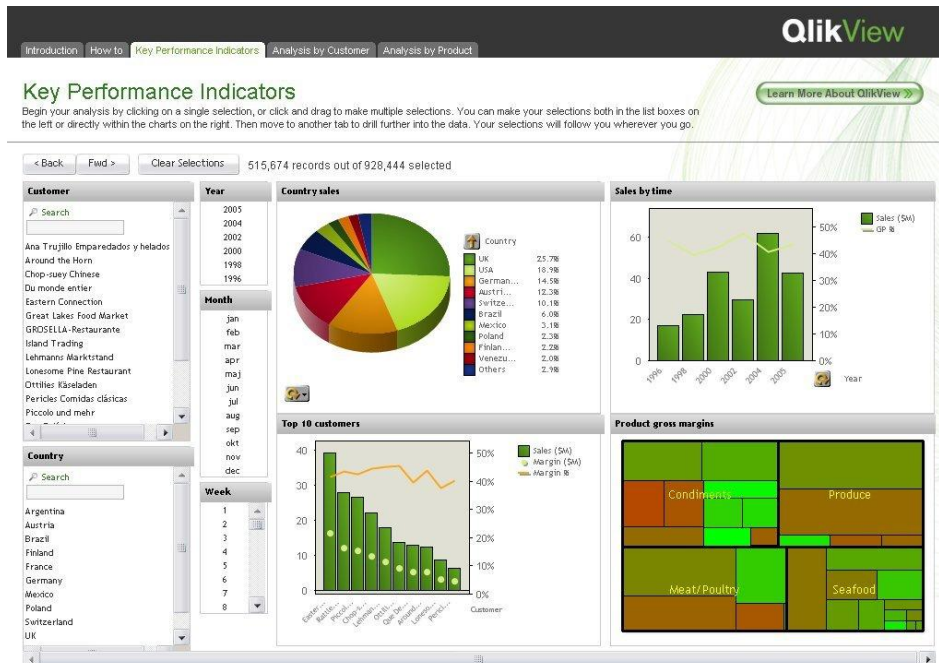 QlikView
Introduction
How to
Key Performance Indicators
Analysis by Customer
Analysis by Product
Key Performance Indicators
Learn More About QlikView
Begin your analysis by clicking on a single selection, or click and drag to make multiple selections. You can make your selections both in the list boxes on
the left or directly within the charts on the right. Then move to another tab to drill further into the data. Your selections will follow you wherever you go.
< Back
Fwd >
Clear Selections
515,674 records out of 928,444 selected
Customer
Search
Ana Trujillo Emparedados y helados
Around the Horn
Chop-suey Chinese
Du monde entier
Eastern Connection
Great Lakes Food Market
GROSELLA-Restaurante
Island Trading
Lehmanns Marktstand
Lonesome Pine Restaurant
Ottilies Käseladen
Pericles Comidas clásicas
Piccolo und mehr
Country
Search
Argentina
Austria
Brazil
Finland
France
Germany
Mexico
Poland
Switzerland
UK
Year
2005
2004
2002
2000
1998
1996
Month
jan
feb
mar
apr
maj
jun
jul
aug
sep
okt
nov
dec
Week
1
2
3
4
5
6
7
8
Country sales
Country
UK 25.7%
USA 18.9%
German... 14.5%
Austri... 12.3%
Switze... 10.1%
Brazil 6.0%
Mexico 3.1%
Poland 2.3%
Finlan... 2.2%
Venezu... 2.0%
Others 2.9%
Sales by time
60
40
20
0
50%
40%
30%
20%
10%
0%
1996
1998
2000
2002
2004
2005
Sales ($M)
GP %
Year
Top 10 customers
40
30
20
10
0
50%
40%
30%
20%
10%
0%
Easter...
Rattle...
Piccol...
Chop-s...
Lehman...
Ottili...
Que De...
Around...
Loneso...
Pericl...
Sales ($M)
Margin ($M)
Margin %
Customer
Product gross margins
Condiments
Produce
Meat/Poultry
Seafood